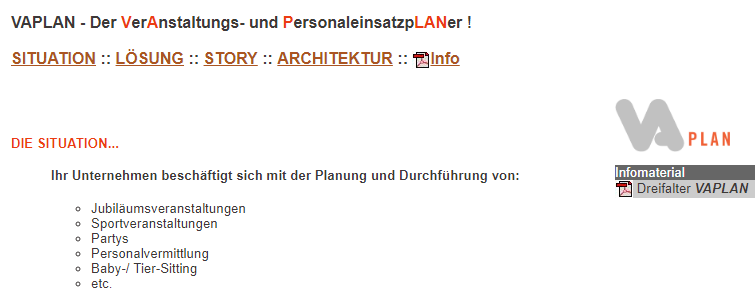 VAPLAN - Der VerAnstaltungs- und PersonaleinsatzpLANer !
SITUATION :: LÖSUNG :: STORY :: ARCHITEKTUR :: Info
VA PLAN
DIE SITUATION...
Infomaterial
Dreifalter VAPLAN
Ihr Unternehmen beschäftigt sich mit der Planung und Durchführung von:
Jubiläumsveranstaltungen
Sportveranstaltungen
Partys
Personalvermittlung
Baby-/ Tier-Sitting
etc.